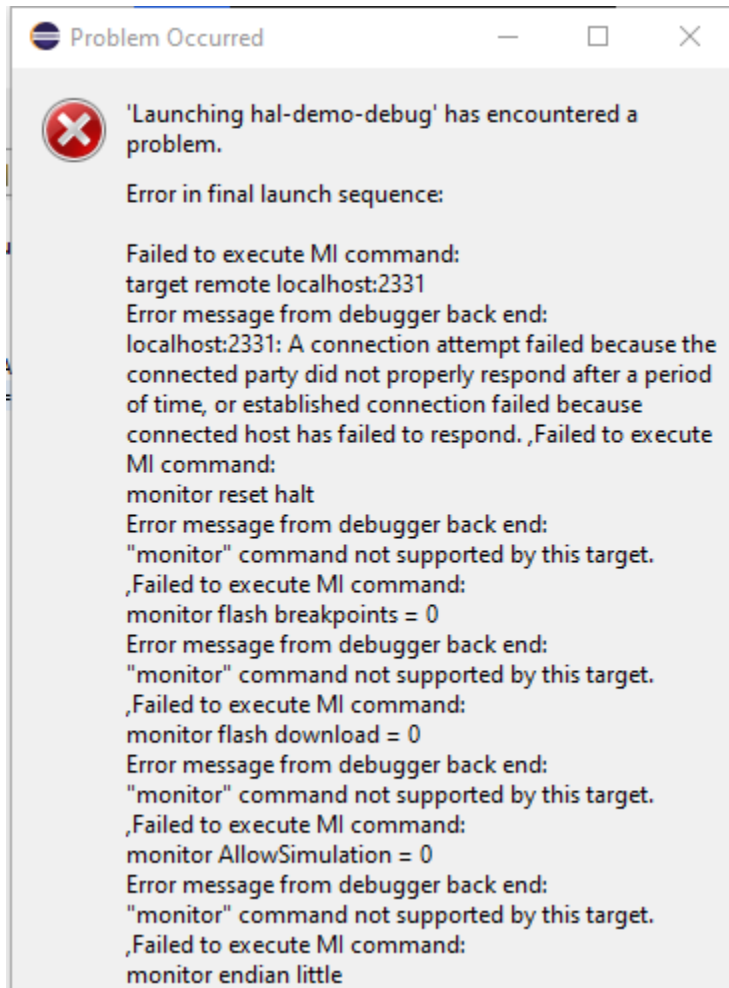 Problem Occurred
'Launching hal-demo-debug' has encountered a
problem.
Error in final launch sequence:
Failed to execute MI command:
target remote localhost:2331
Error message from debugger back end:
localhost:2331: A connection attempt failed because the
connected party did not properly respond after a period
of time, or established connection failed because
connected host has failed to respond. ,Failed to execute
MI command:
monitor reset halt
Error message from debugger back end:
"monitor" command not supported by this target.
,Failed to execute MI command:
monitor flash breakpoints = 0
Error message from debugger back end:
"monitor" command not supported by this target.
,Failed to execute MI command:
monitor flash download = 0
Error message from debugger back end:
"monitor" command not supported by this target.
,Failed to execute MI command:
monitor AllowSimulation = 0
Error message from debugger back end:
"monitor" command not supported by this target.
,Failed to execute MI command:
monitor endian little